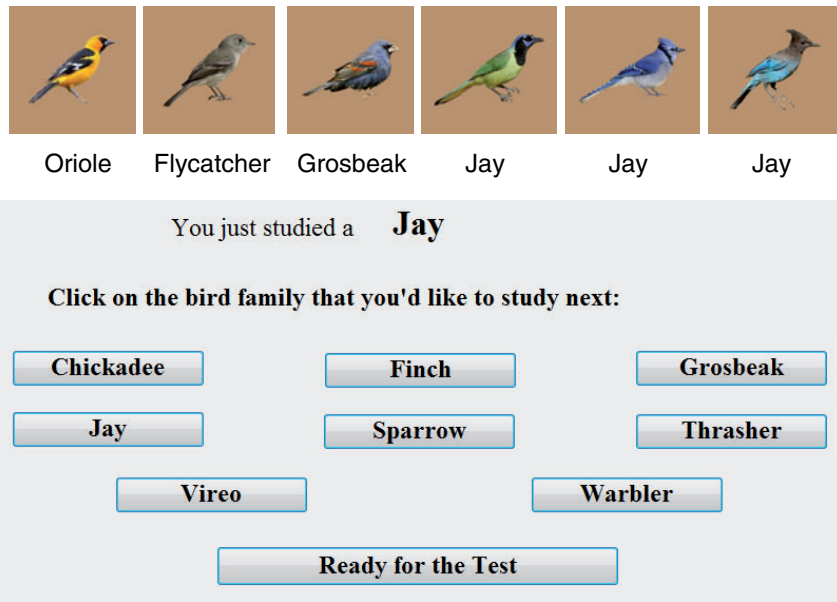 Oriole Flycatcher Grosbeak Jay Jay Jay
You just studied a Jay
Click on the bird family that you'd like to study next:
Chickadee Finch Grosbeak
Jay Sparrow Thrasher
Vireo Warbler
Ready for the Test